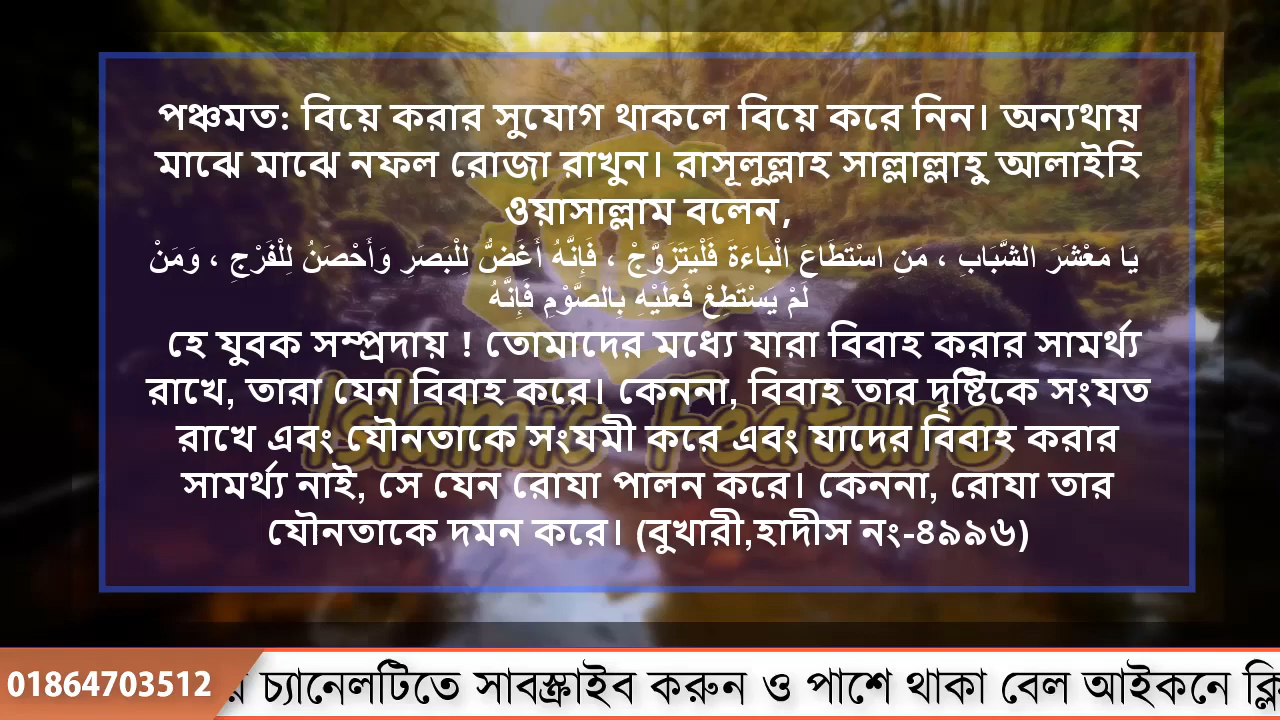 পঞ্চমত: বিয়ে করার সুযোগ থাকলে বিয়ে করে নিন। অন্যথায়
মাঝে মাঝে নফল রোজা রাখুন। রাসূলুল্লাহ সাল্লাল্লাহু আলাইহি
ওয়াসাল্লাম বলেন,
يَا مَعْشَرَ الشَّبَابِ ، مَنِ اسْتَطَاعَ الْبَاءَةَ فَلْيَتَزَوَّجْ ، فَإِنَّهُ أَغَضُّ لِلْبَصَرِ وَأَحْصَنُ لِلْفَرْجِ ، وَمَنْ
لَمْ يَسْتَطِعْ فَعَلَيْهِ بِالصَّوْمِ فَإِنَّهُ
হে যুবক সম্প্রদায় ! তোমাদের মধ্যে যারা বিবাহ করার সামর্থ্য
রাখে, তারা যেন বিবাহ করে। কেননা, বিবাহ তার দৃষ্টিকে সংযত
রাখে এবং যৌনতাকে সংযমী করে এবং যাদের বিবাহ করার
সামর্থ্য নাই, সে যেন রোযা পালন করে। কেননা, রোযা তার
যৌনতাকে দমন করে। (বুখারী,হাদীস নং-৪৯৯৬)
Islamic Feature
01864703512 চ্যানেলটিতে সাবস্ক্রাইব করুন ও পাশে থাকা বেল আইকনে